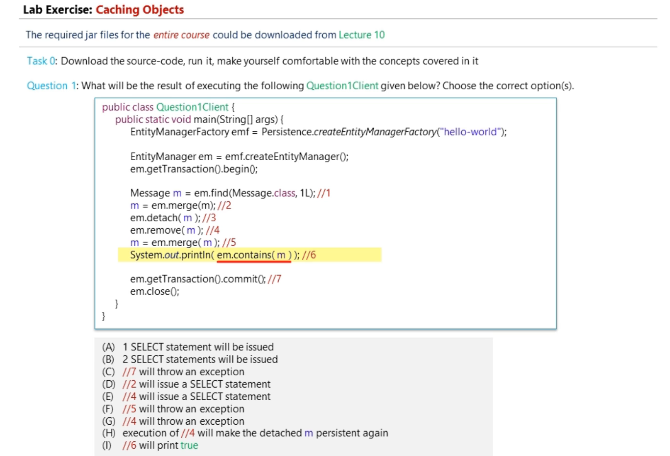 Lab Exercise: Caching Objects
The required jar files for the entire course could be downloaded from Lecture 10
Task 0: Download the source-code, run it, make yourself comfortable with the concepts covered in it
Question 1: What will be the result of executing the following Question1Client given below? Choose the correct option(s).
public class Question1Client {
public static void main(String[] args) {
EntityManagerFactory emf = Persistence.createEntityManagerFactory("hello-world");
EntityManager em = emf.createEntityManager();
em.getTransaction().begin();
Message m = em.find(Message.class, 1L); //1
m = em.merge(m); //2
em.detach( m ); //3
em.remove( m ); //4
m = em.merge( m ); //5
System.out.println( em.contains( m ) ); //6
em.getTransaction().commit(); //7
em.close();
}
}
(A) 1 SELECT statement will be issued
(B) 2 SELECT statements will be issued
(C) //7 will throw an exception
(D) //2 will issue a SELECT statement
(E) //4 will issue a SELECT statement
(F) //5 will throw an exception
(G) //4 will throw an exception
(H) execution of //4 will make the detached m persistent again
(I) //6 will print true